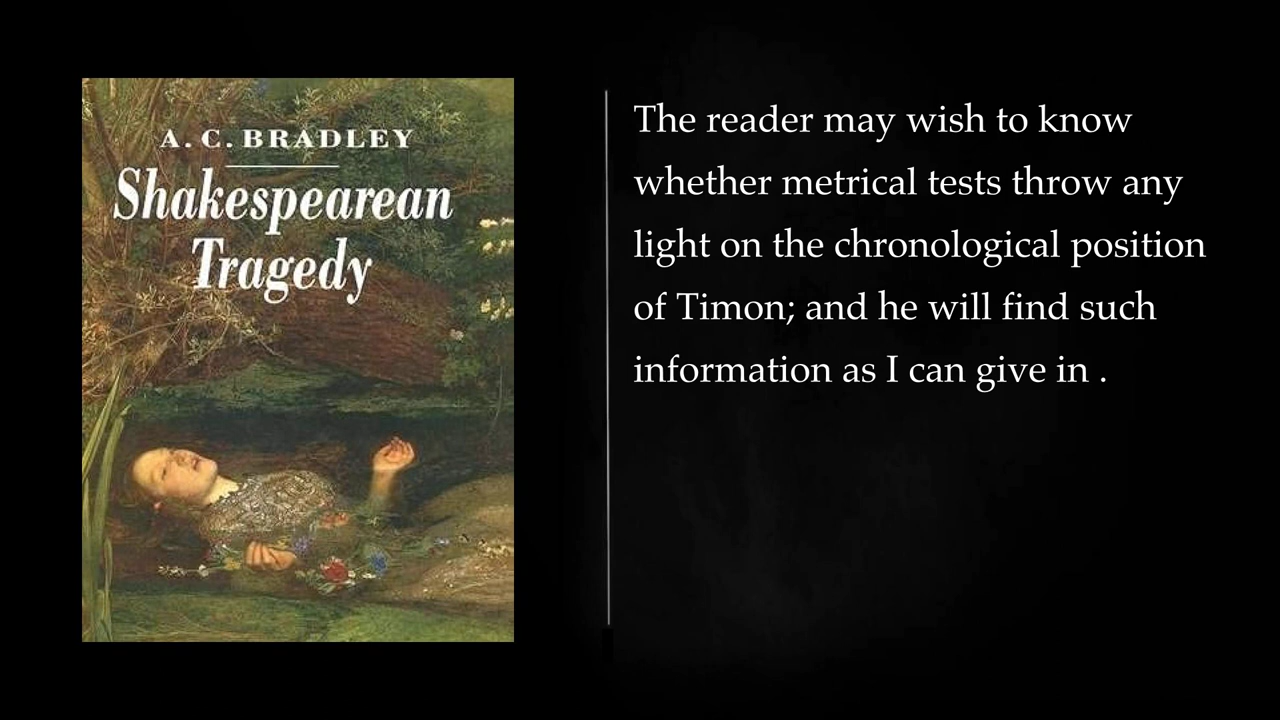 A. C. BRADLEY
Shakespearean
Tragedy
The reader may wish to know
whether metrical tests throw any
light on the chronological position
of Timon; and he will find such
information as I can give in .